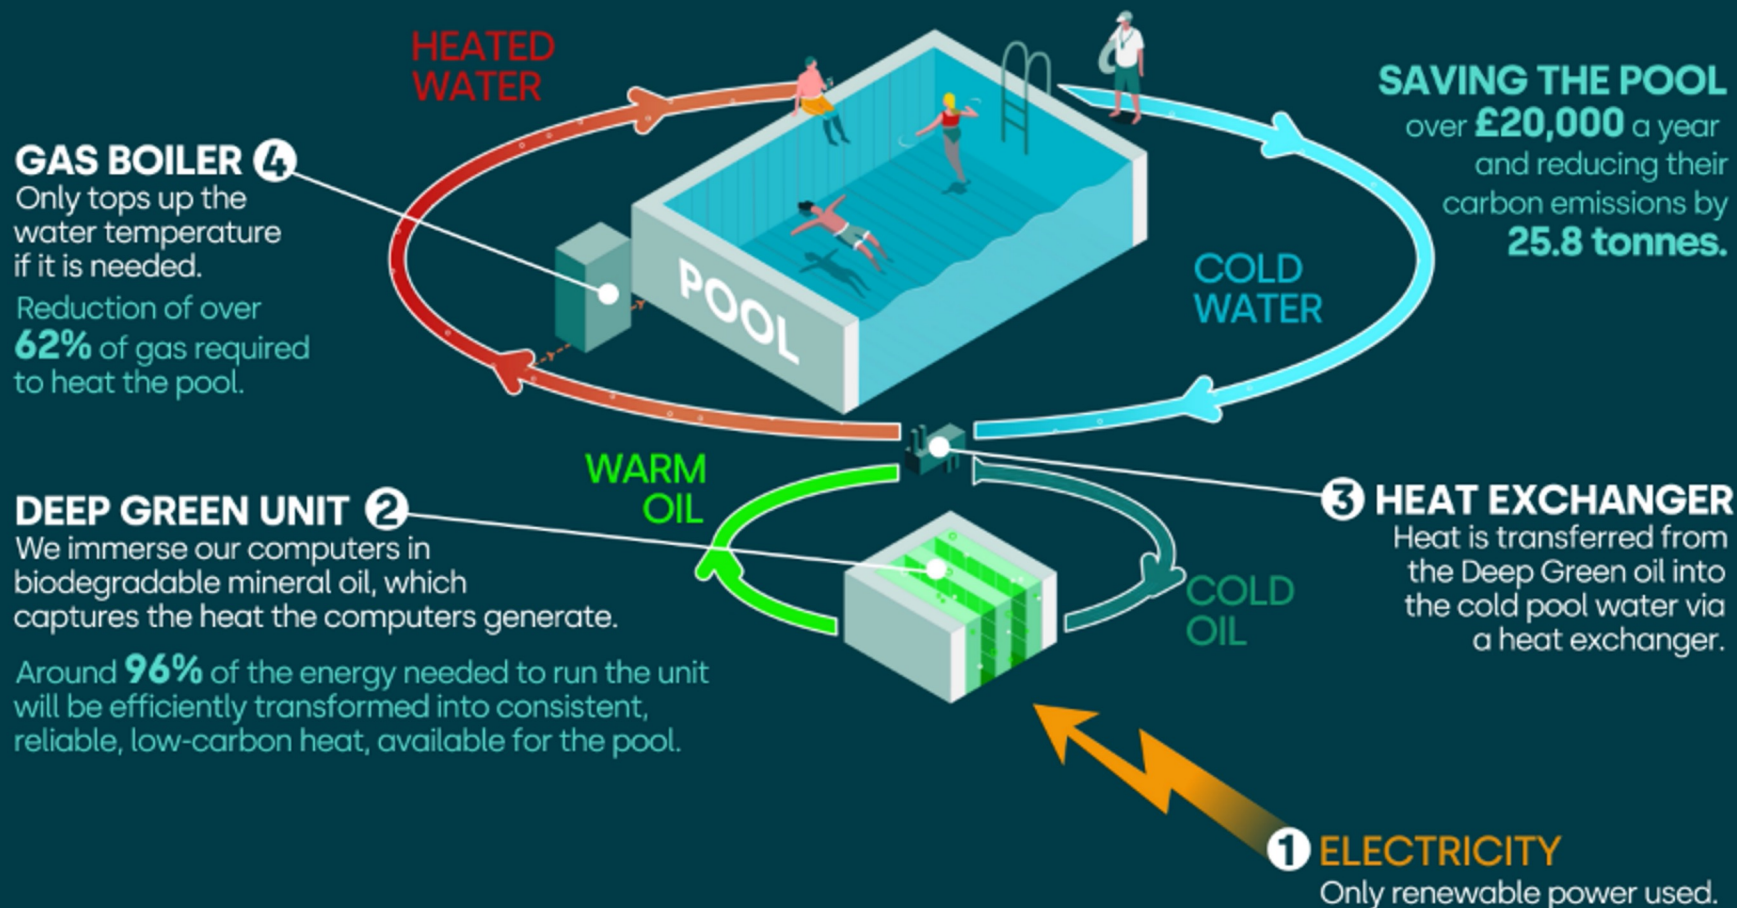 HEATED
WATER
SAVING THE POOL
over £20,000 a year
and reducing their
carbon emissions by
25.8 tonnes.
GAS BOILER 4
Only tops up the
water temperature
if it is needed.
Reduction of over
62% of gas required
to heat the pool.
POOL
COLD
WATER
WARM
OIL
DEEP GREEN UNIT 2
We immerse our computers in
biodegradable mineral oil, which
captures the heat the computers generate.
Around 96% of the energy needed to run the unit
will be efficiently transformed into consistent,
reliable, low-carbon heat, available for the pool.
3 HEAT EXCHANGER
Heat is transferred from
the Deep Green oil into
the cold pool water via
a heat exchanger.
COLD
OIL
1 ELECTRICITY
Only renewable power used.